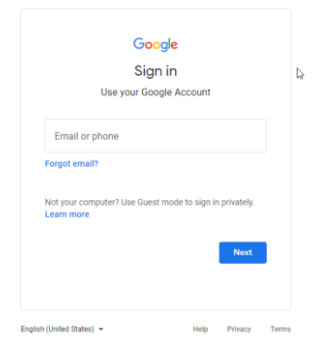 Google
Sign in
Use your Google Account
Email or phone
Forgot email?
Not your computer? Use Guest mode to sign in privately.
Learn more
Next
English (United States)
Help Privacy Terms